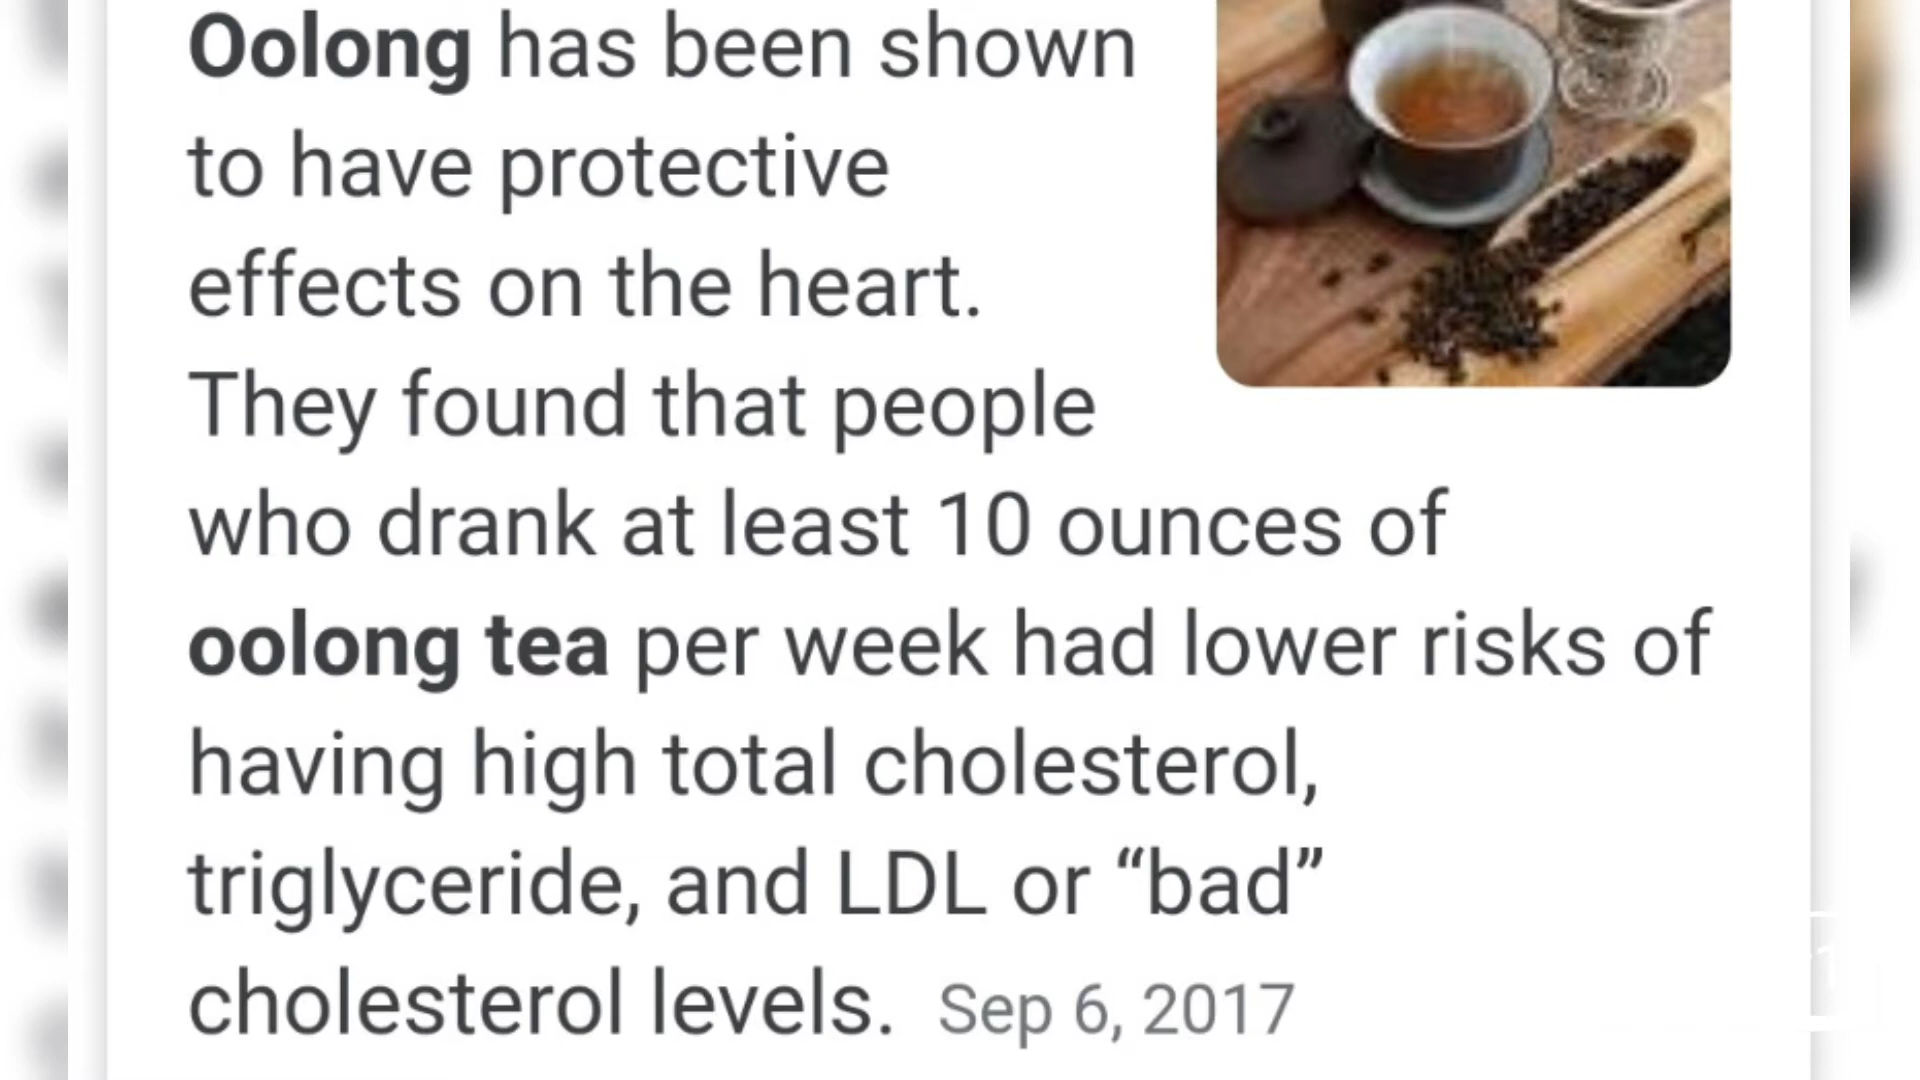 Oolong has been shown
to have protective
effects on the heart.
They found that people
who drank at least 10 ounces of
oolong tea per week had lower risks of
having high total cholesterol,
triglyceride, and LDL or “bad”
cholesterol levels. Sep 6, 2017